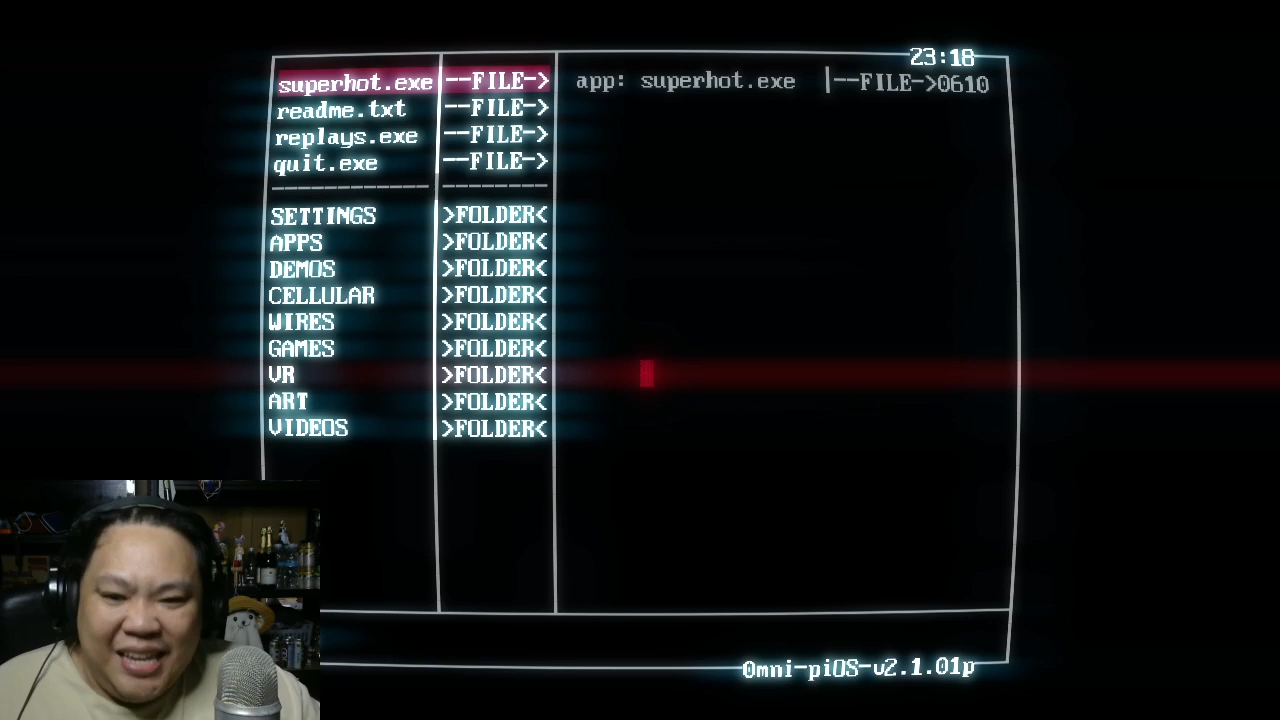 23:18
superhot.exe --FILE-> app: superhot.exe |--FILE->0610
readme.txt --FILE->
replays.exe --FILE->
quit.exe --FILE->
SETTINGS >FOLDER<
APPS >FOLDER<
DEMOS >FOLDER<
CELLULAR >FOLDER<
WIRES >FOLDER<
GAMES >FOLDER<
VR >FOLDER<
ART >FOLDER<
VIDEOS >FOLDER<
0mni-piOS-v2.1.01p